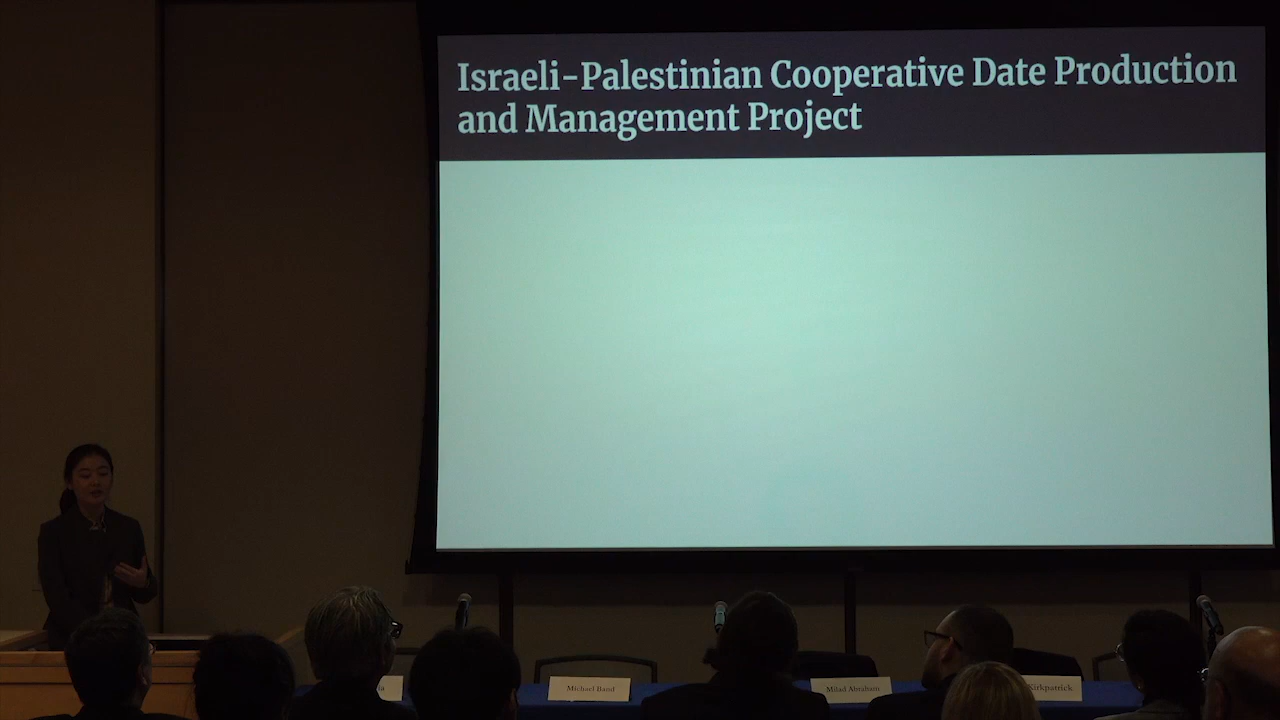 Israeli-Palestinian Cooperative Date Production
and Management Project
Michael Band
Milad Abraham
Kirkpatrick